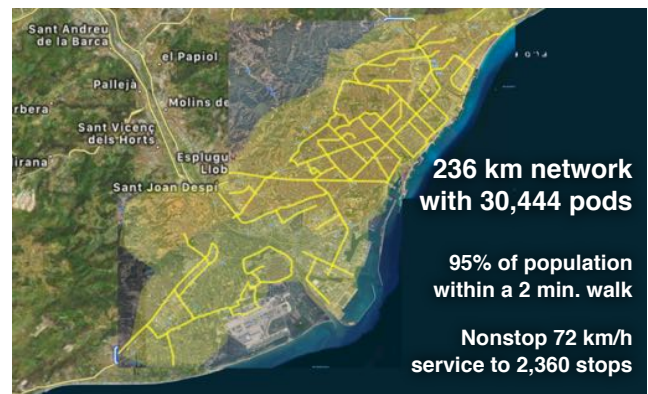 Sant Andreu
de la Barca
el Papiol
Pallejà
Molins de
rbera
Sant Vicenç
dels Horts
irana
Esplugu
Llob
Sant Joan Despí
236 km network
with 30,444 pods
95% of population
within a 2 min. walk
Nonstop 72 km/h
service to 2,360 stops